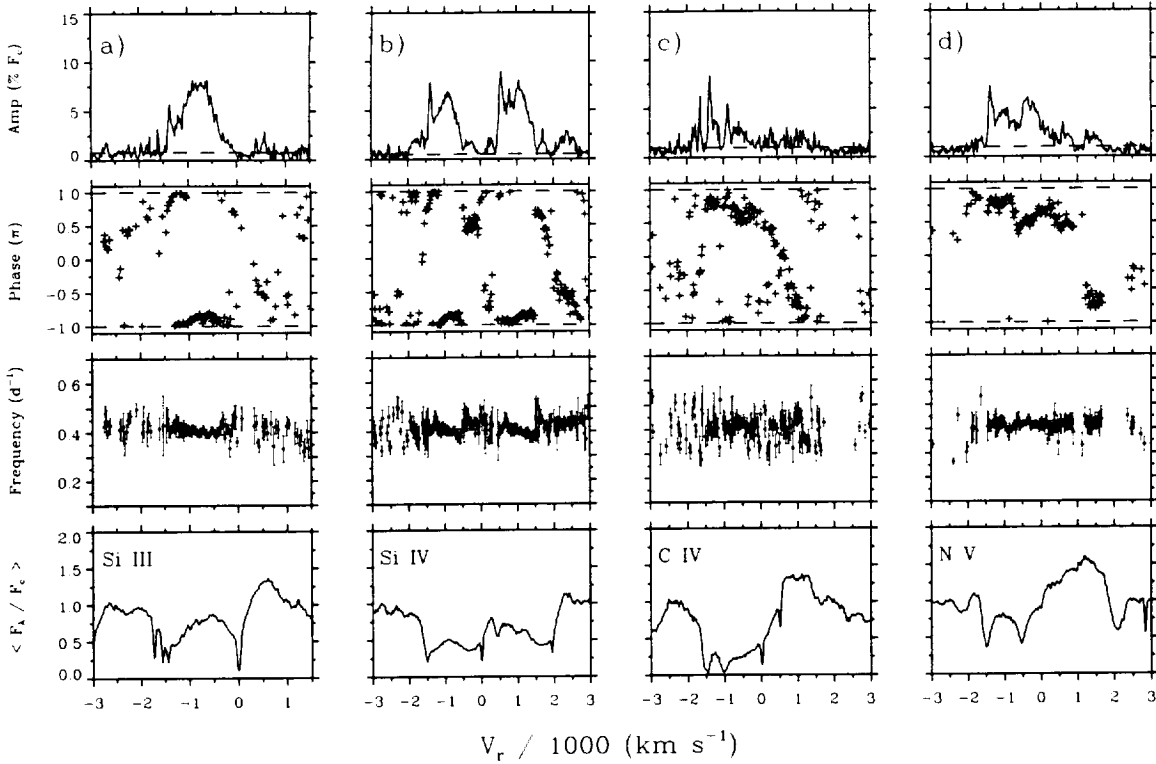 a) b) c) d)
Amp (% F_c)
15
10
5
0
Phase (π)
1.0
0.5
0.0
-0.5
-1.0
Frequency (d⁻¹)
0.6
0.4
0.2
< F_λ / F_c >
2.0
1.5
1.0
0.5
0.0
Si III Si IV C IV N V
-3 -2 -1 0 1 -3 -2 -1 0 1 2 3 -3 -2 -1 0 1 2 3 -3 -2 -1 0 1 2 3
V_r / 1000 (km s⁻¹)